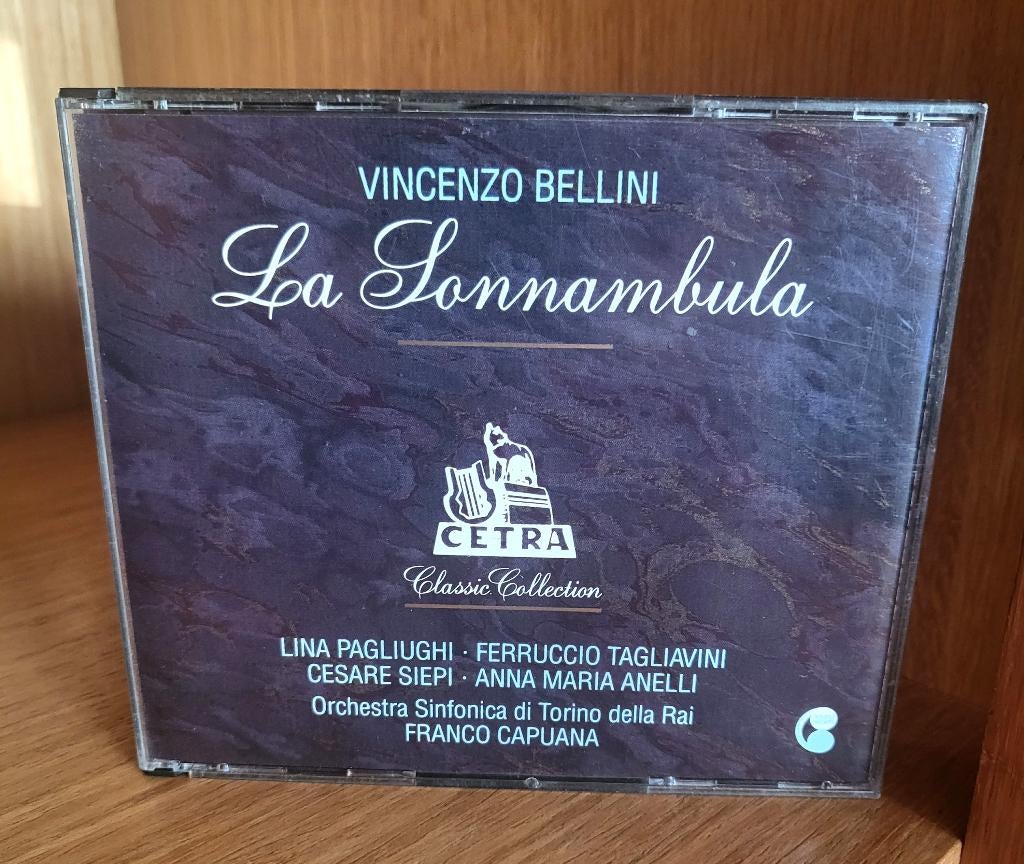 VINCENZO BELLINI
La Sonnambula
CETRA
Classic Collection
LINA PAGLIUGHI · FERRUCCIO TAGLIAVINI
CESARE SIEPI · ANNA MARIA ANELLI
Orchestra Sinfonica di Torino della Rai
FRANCO CAPUANA